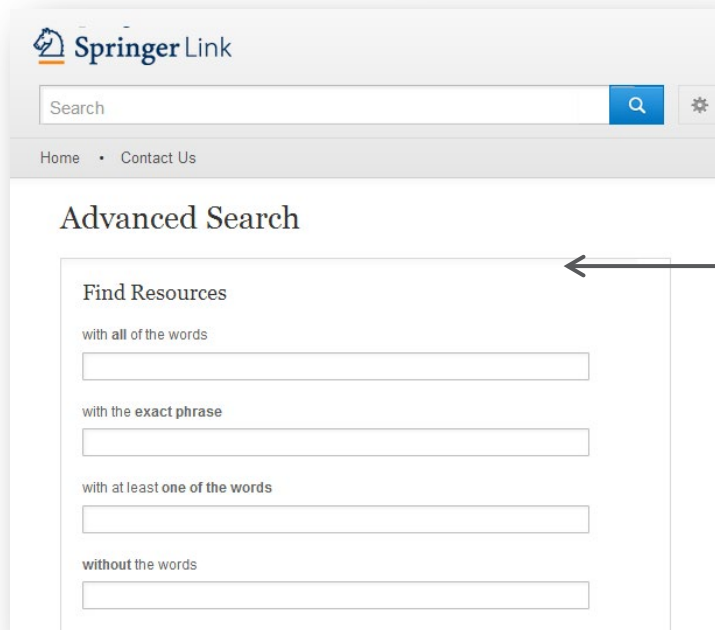 Springer Link
Search
Home • Contact Us
Advanced Search
Find Resources
with all of the words
with the exact phrase
with at least one of the words
without the words